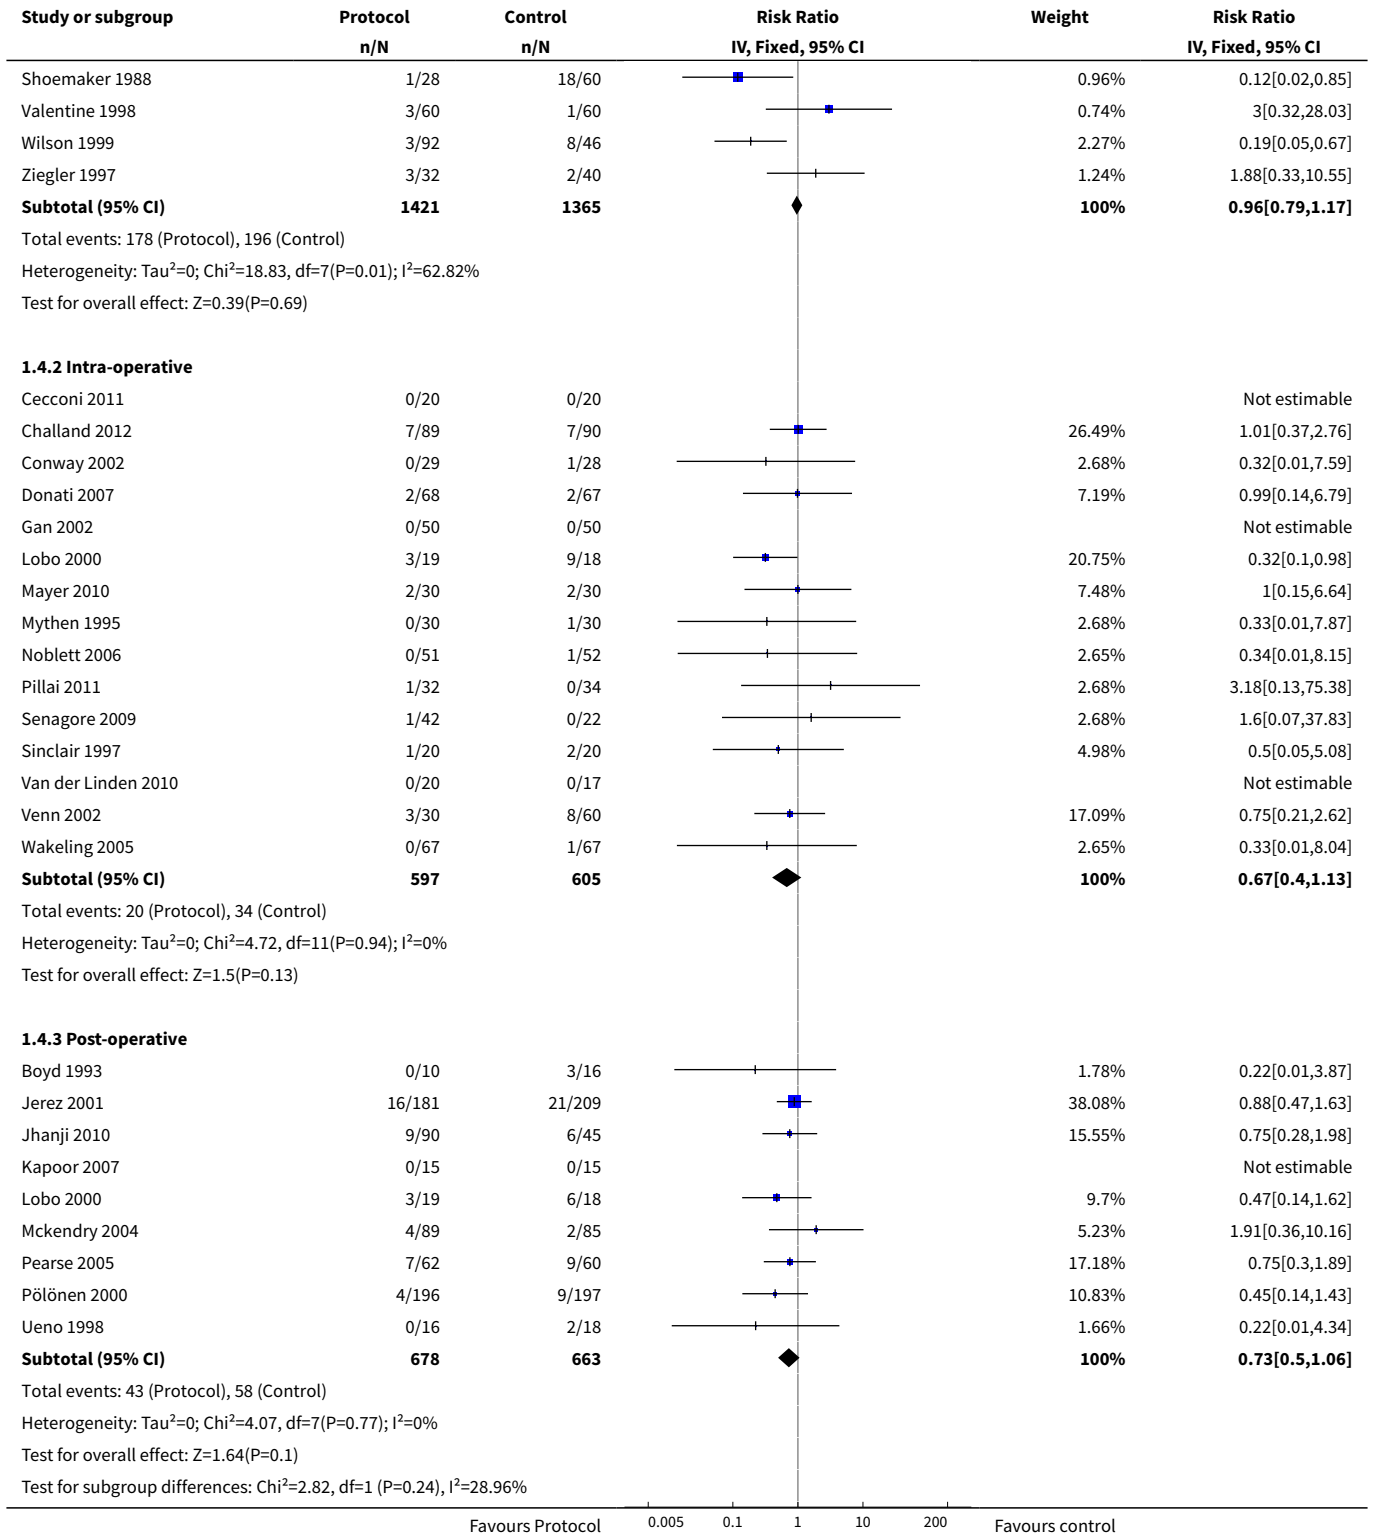 Study or subgroup Protocol Control Risk Ratio Weight Risk Ratio
n/N n/N IV, Fixed, 95% CI IV, Fixed, 95% CI
Shoemaker 1988 1/28 18/60 0.96% 0.12[0.02,0.85]
Valentine 1998 3/60 1/60 0.74% 3[0.32,28.03]
Wilson 1999 3/92 8/46 2.27% 0.19[0.05,0.67]
Ziegler 1997 3/32 2/40 1.24% 1.88[0.33,10.55]
Subtotal (95% CI) 1421 1365 100% 0.96[0.79,1.17]
Total events: 178 (Protocol), 196 (Control)
Heterogeneity: Tau²=0; Chi²=18.83, df=7(P=0.01); I²=62.82%
Test for overall effect: Z=0.39(P=0.69)
1.4.2 Intra-operative
Cecconi 2011 0/20 0/20 Not estimable
Challand 2012 7/89 7/90 26.49% 1.01[0.37,2.76]
Conway 2002 0/29 1/28 2.68% 0.32[0.01,7.59]
Donati 2007 2/68 2/67 7.19% 0.99[0.14,6.79]
Gan 2002 0/50 0/50 Not estimable
Lobo 2000 3/19 9/18 20.75% 0.32[0.1,0.98]
Mayer 2010 2/30 2/30 7.48% 1[0.15,6.64]
Mythen 1995 0/30 1/30 2.68% 0.33[0.01,7.87]
Noblett 2006 0/51 1/52 2.65% 0.34[0.01,8.15]
Pillai 2011 1/32 0/34 2.68% 3.18[0.13,75.38]
Senagore 2009 1/42 0/22 2.68% 1.6[0.07,37.83]
Sinclair 1997 1/20 2/20 4.98% 0.5[0.05,5.08]
Van der Linden 2010 0/20 0/17 Not estimable
Venn 2002 3/30 8/60 17.09% 0.75[0.21,2.62]
Wakeling 2005 0/67 1/67 2.65% 0.33[0.01,8.04]
Subtotal (95% CI) 597 605 100% 0.67[0.4,1.13]
Total events: 20 (Protocol), 34 (Control)
Heterogeneity: Tau²=0; Chi²=4.72, df=11(P=0.94); I²=0%
Test for overall effect: Z=1.5(P=0.13)
1.4.3 Post-operative
Boyd 1993 0/10 3/16 1.78% 0.22[0.01,3.87]
Jerez 2001 16/181 21/209 38.08% 0.88[0.47,1.63]
Jhanji 2010 9/90 6/45 15.55% 0.75[0.28,1.98]
Kapoor 2007 0/15 0/15 Not estimable
Lobo 2000 3/19 6/18 9.7% 0.47[0.14,1.62]
Mckendry 2004 4/89 2/85 5.23% 1.91[0.36,10.16]
Pearse 2005 7/62 9/60 17.18% 0.75[0.3,1.89]
Pölönen 2000 4/196 9/197 10.83% 0.45[0.14,1.43]
Ueno 1998 0/16 2/18 1.66% 0.22[0.01,4.34]
Subtotal (95% CI) 678 663 100% 0.73[0.5,1.06]
Total events: 43 (Protocol), 58 (Control)
Heterogeneity: Tau²=0; Chi²=4.07, df=7(P=0.77); I²=0%
Test for overall effect: Z=1.64(P=0.1)
Test for subgroup differences: Chi²=2.82, df=1 (P=0.24), I²=28.96%
Favours Protocol 0.005 0.1 1 10 200 Favours control